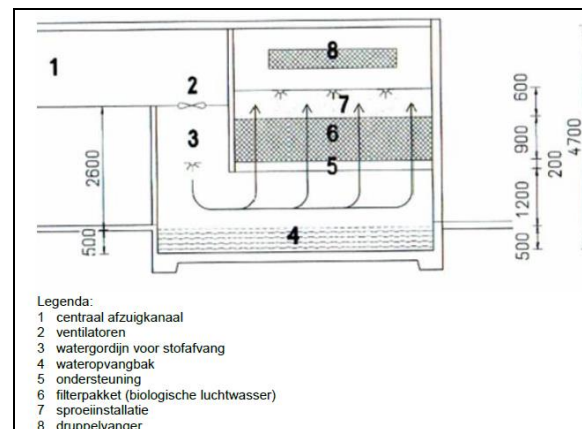 1
2
3
4
5
6
7
8
2600
500
600
900
200
1200
500
4700
Legenda:
1 centraal afzuigkanaal
2 ventilatoren
3 watergordijn voor stofafvang
4 wateropvangbak
5 ondersteuning
6 filterpakket (biologische luchtwasser)
7 sproeiinstallatie
8 druppelvanger